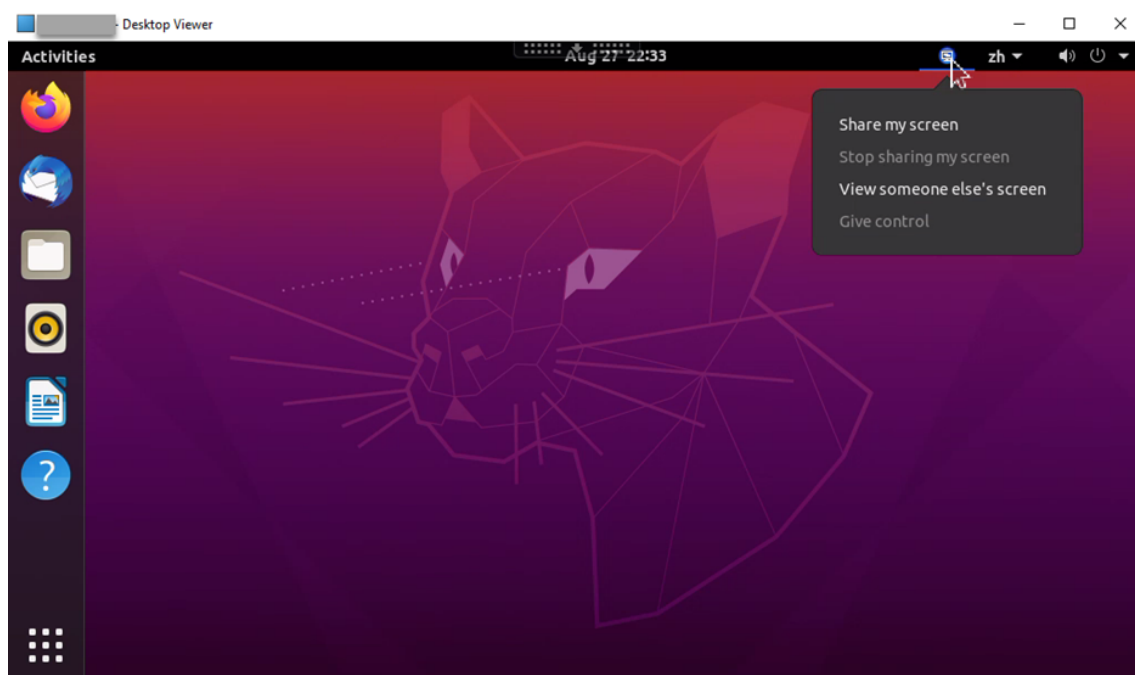 - Desktop Viewer
Activities
Aug 27 22:33
zh
Share my screen
Stop sharing my screen
View someone else's screen
Give control
?